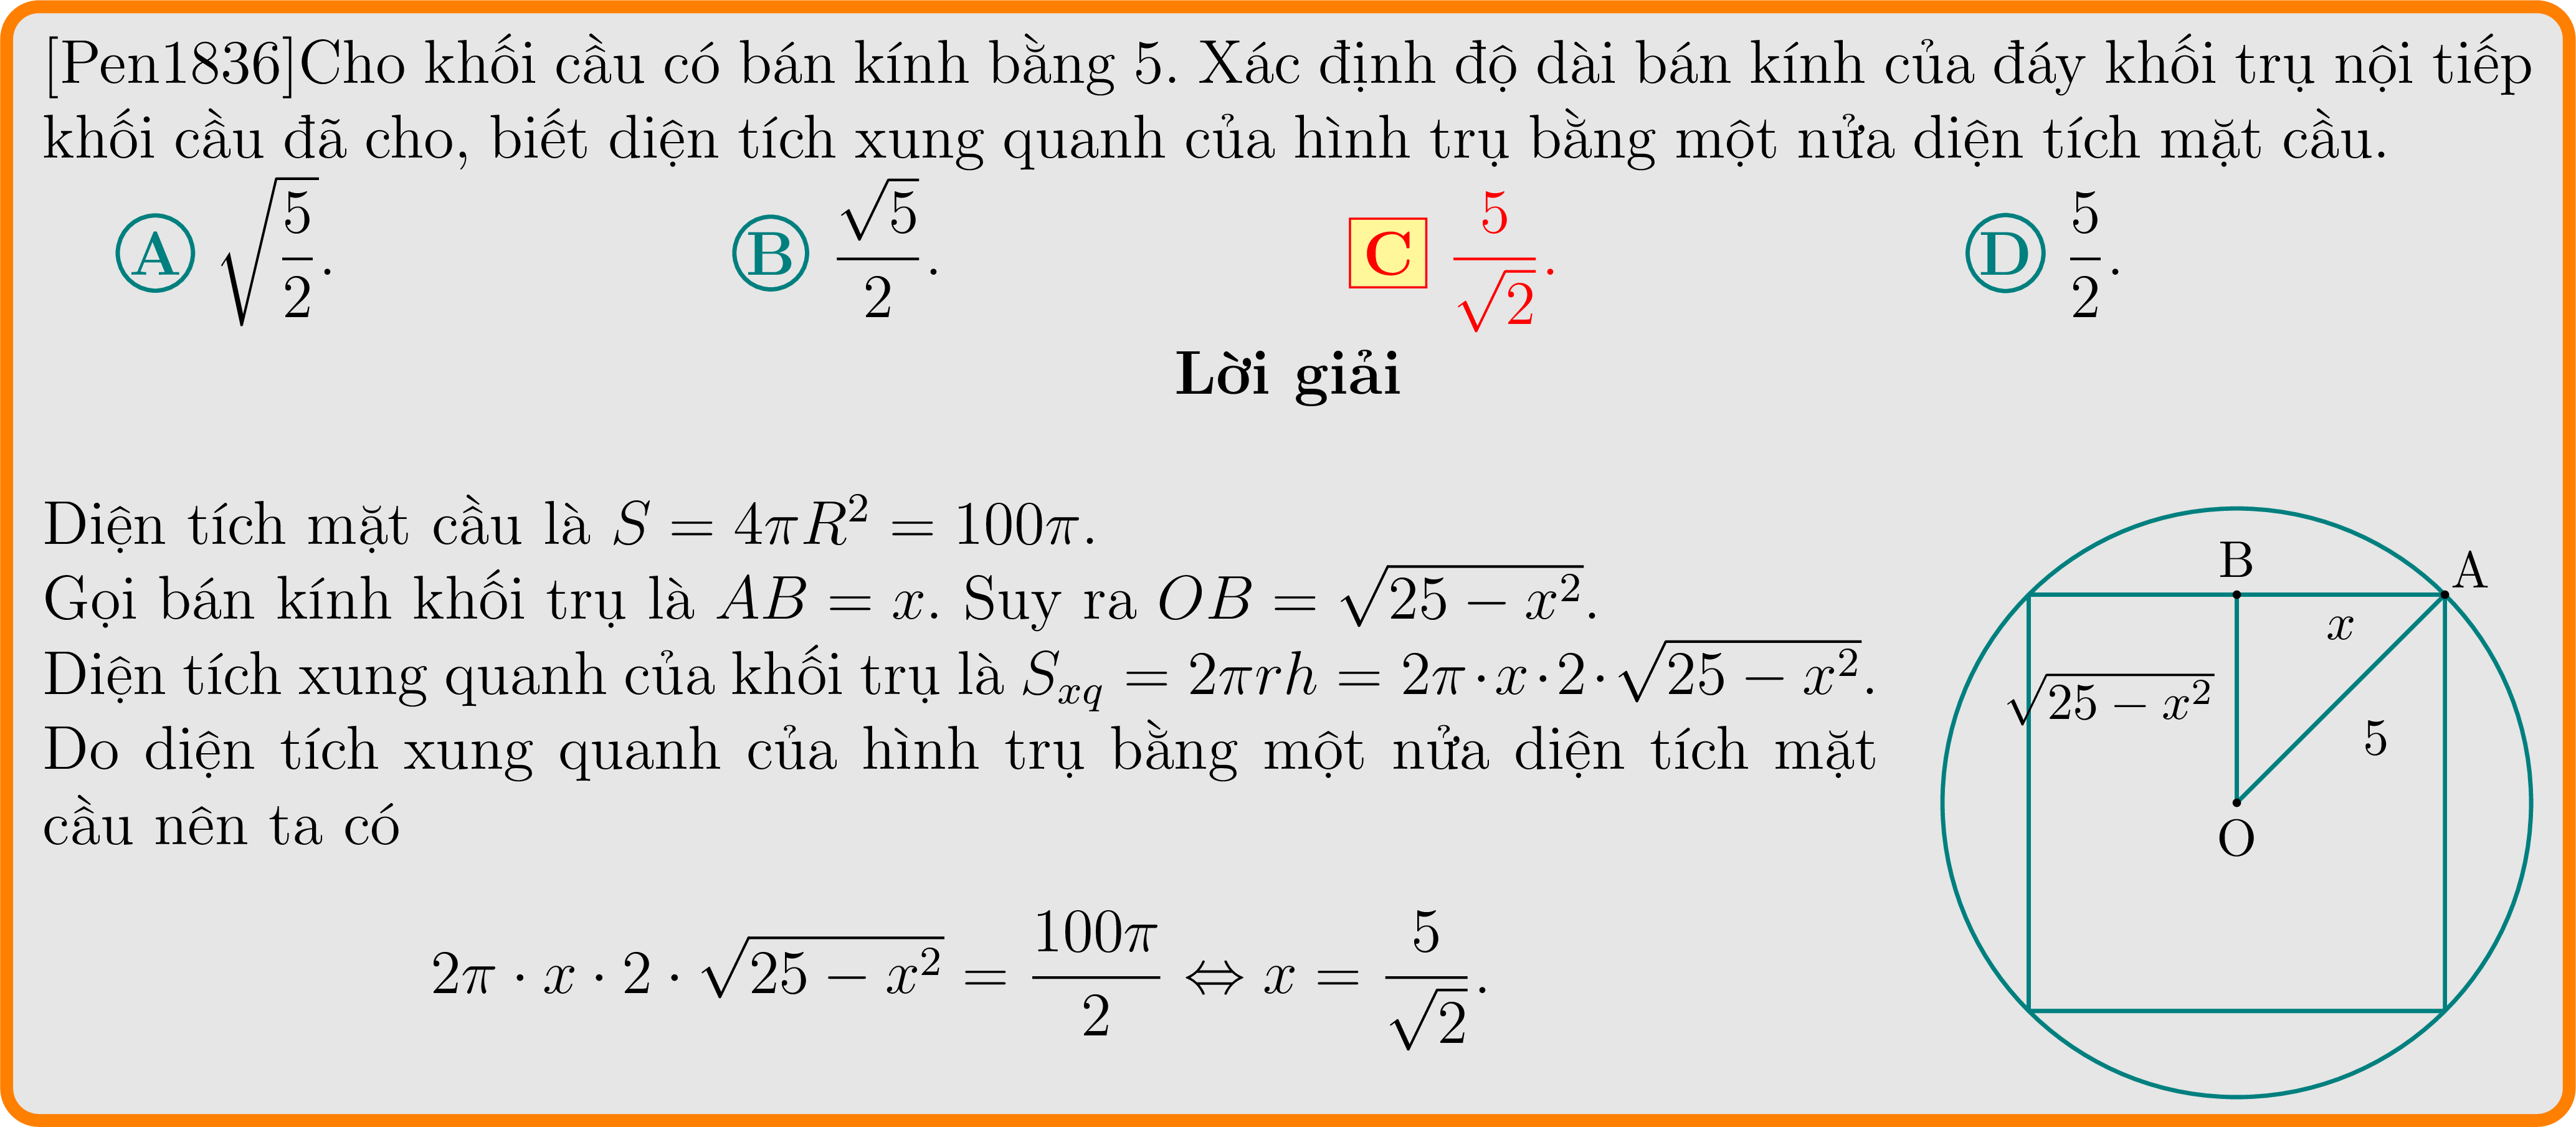 [Pen1836]Cho khối cầu có bán kính bằng 5. Xác định độ dài bán kính của đáy khối trụ nội tiếp
khối cầu đã cho, biết diện tích xung quanh của hình trụ bằng một nửa diện tích mặt cầu.
A $\sqrt{\frac{5}{2}}$. B $\frac{\sqrt{5}}{2}$. C $\frac{5}{\sqrt{2}}$. D $\frac{5}{2}$.
Lời giải
Diện tích mặt cầu là $S = 4\pi R^2 = 100\pi$.
Gọi bán kính khối trụ là $AB = x$. Suy ra $OB = \sqrt{25 - x^2}$.
Diện tích xung quanh của khối trụ là $S_{xq} = 2\pi rh = 2\pi \cdot x \cdot 2 \cdot \sqrt{25 - x^2}$.
Do diện tích xung quanh của hình trụ bằng một nửa diện tích mặt
cầu nên ta có
$2\pi \cdot x \cdot 2 \cdot \sqrt{25 - x^2} = \frac{100\pi}{2} \Leftrightarrow x = \frac{5}{\sqrt{2}}$.
B
A
x
$\sqrt{25 - x^2}$
5
O